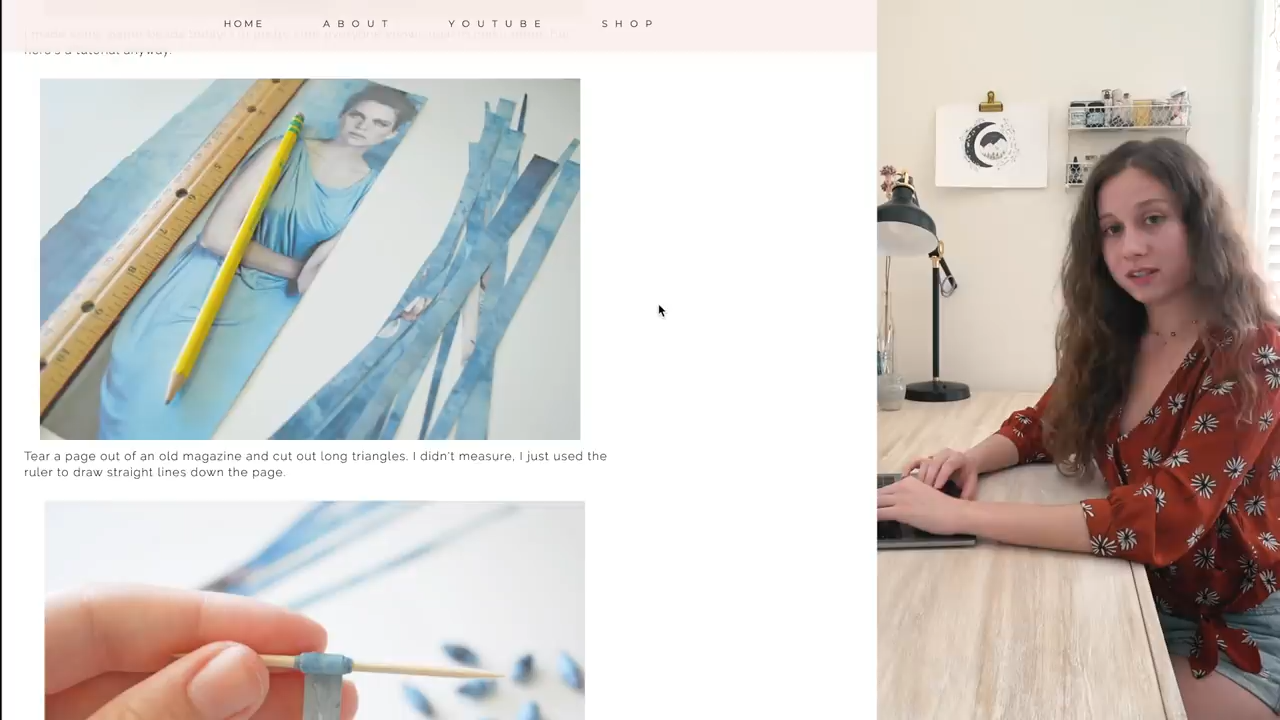 HOME ABOUT YOUTUBE SHOP
here's a tutorial anyway.
Tear a page out of an old magazine and cut out long triangles. I didn't measure, I just used the
ruler to draw straight lines down the page.